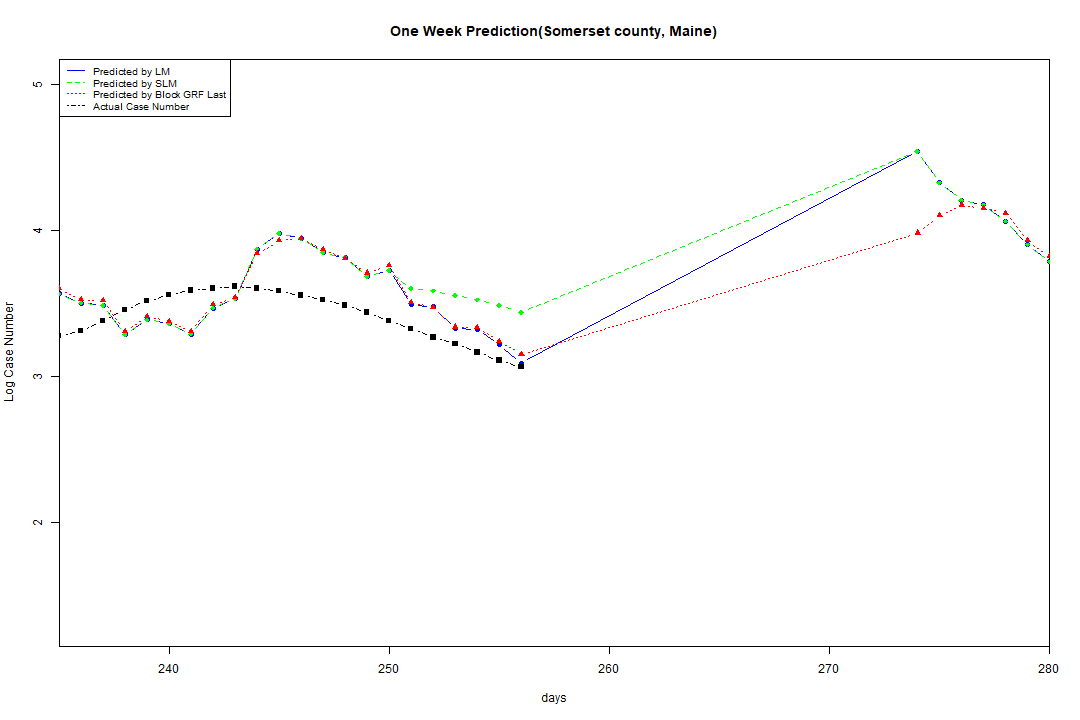 One Week Prediction(Somerset county, Maine)
Predicted by LM
Predicted by SLM
Predicted by Block GRF Last
Actual Case Number
5
4
3
2
Log Case Number
240 250 260 270 280
days